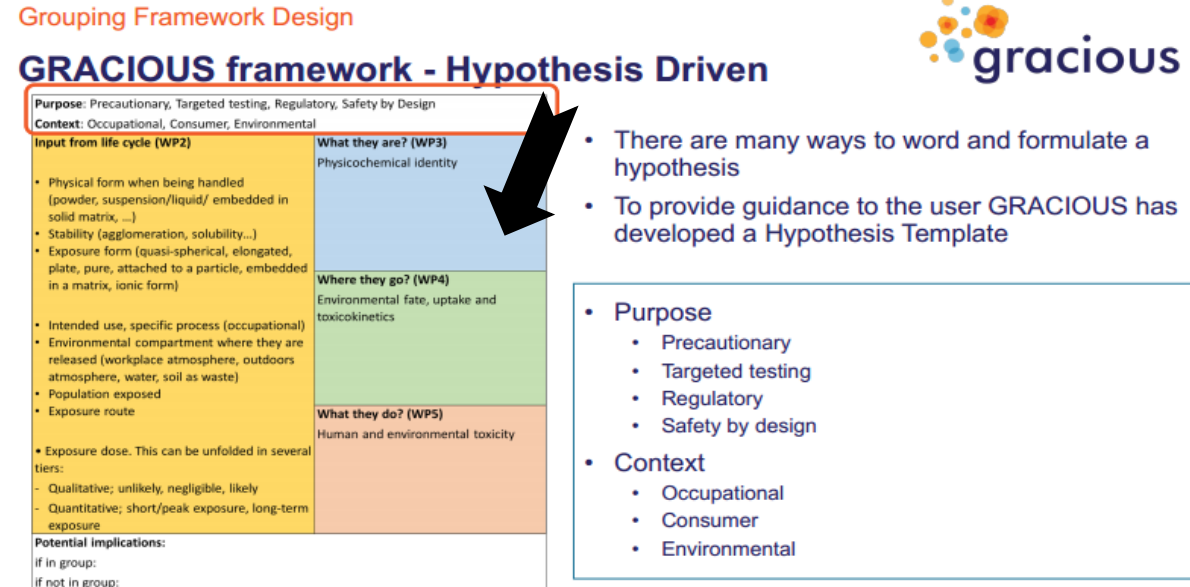 Grouping Framework Design
GRACIOUS framework - Hypothesis Driven
gracious
Purpose: Precautionary, Targeted testing, Regulatory, Safety by Design
Context: Occupational, Consumer, Environmental
Input from life cycle (WP2)
• Physical form when being handled
(powder, suspension/liquid/ embedded in
solid matrix, ...)
• Stability (agglomeration, solubility...)
• Exposure form (quasi-spherical, elongated,
plate, pure, attached to a particle, embedded
in a matrix, ionic form)
• Intended use, specific process (occupational)
• Environmental compartment where they are
released (workplace atmosphere, outdoors
atmosphere, water, soil as waste)
• Population exposed
• Exposure route
• Exposure dose. This can be unfolded in several
tiers:
- Qualitative; unlikely, negligible, likely
- Quantitative; short/peak exposure, long-term
exposure
What they are? (WP3)
Physicochemical identity
Where they go? (WP4)
Environmental fate, uptake and
toxicokinetics
What they do? (WP5)
Human and environmental toxicity
Potential implications:
if in group:
if not in group:
• There are many ways to word and formulate a
hypothesis
• To provide guidance to the user GRACIOUS has
developed a Hypothesis Template
• Purpose
• Precautionary
• Targeted testing
• Regulatory
• Safety by design
• Context
• Occupational
• Consumer
• Environmental